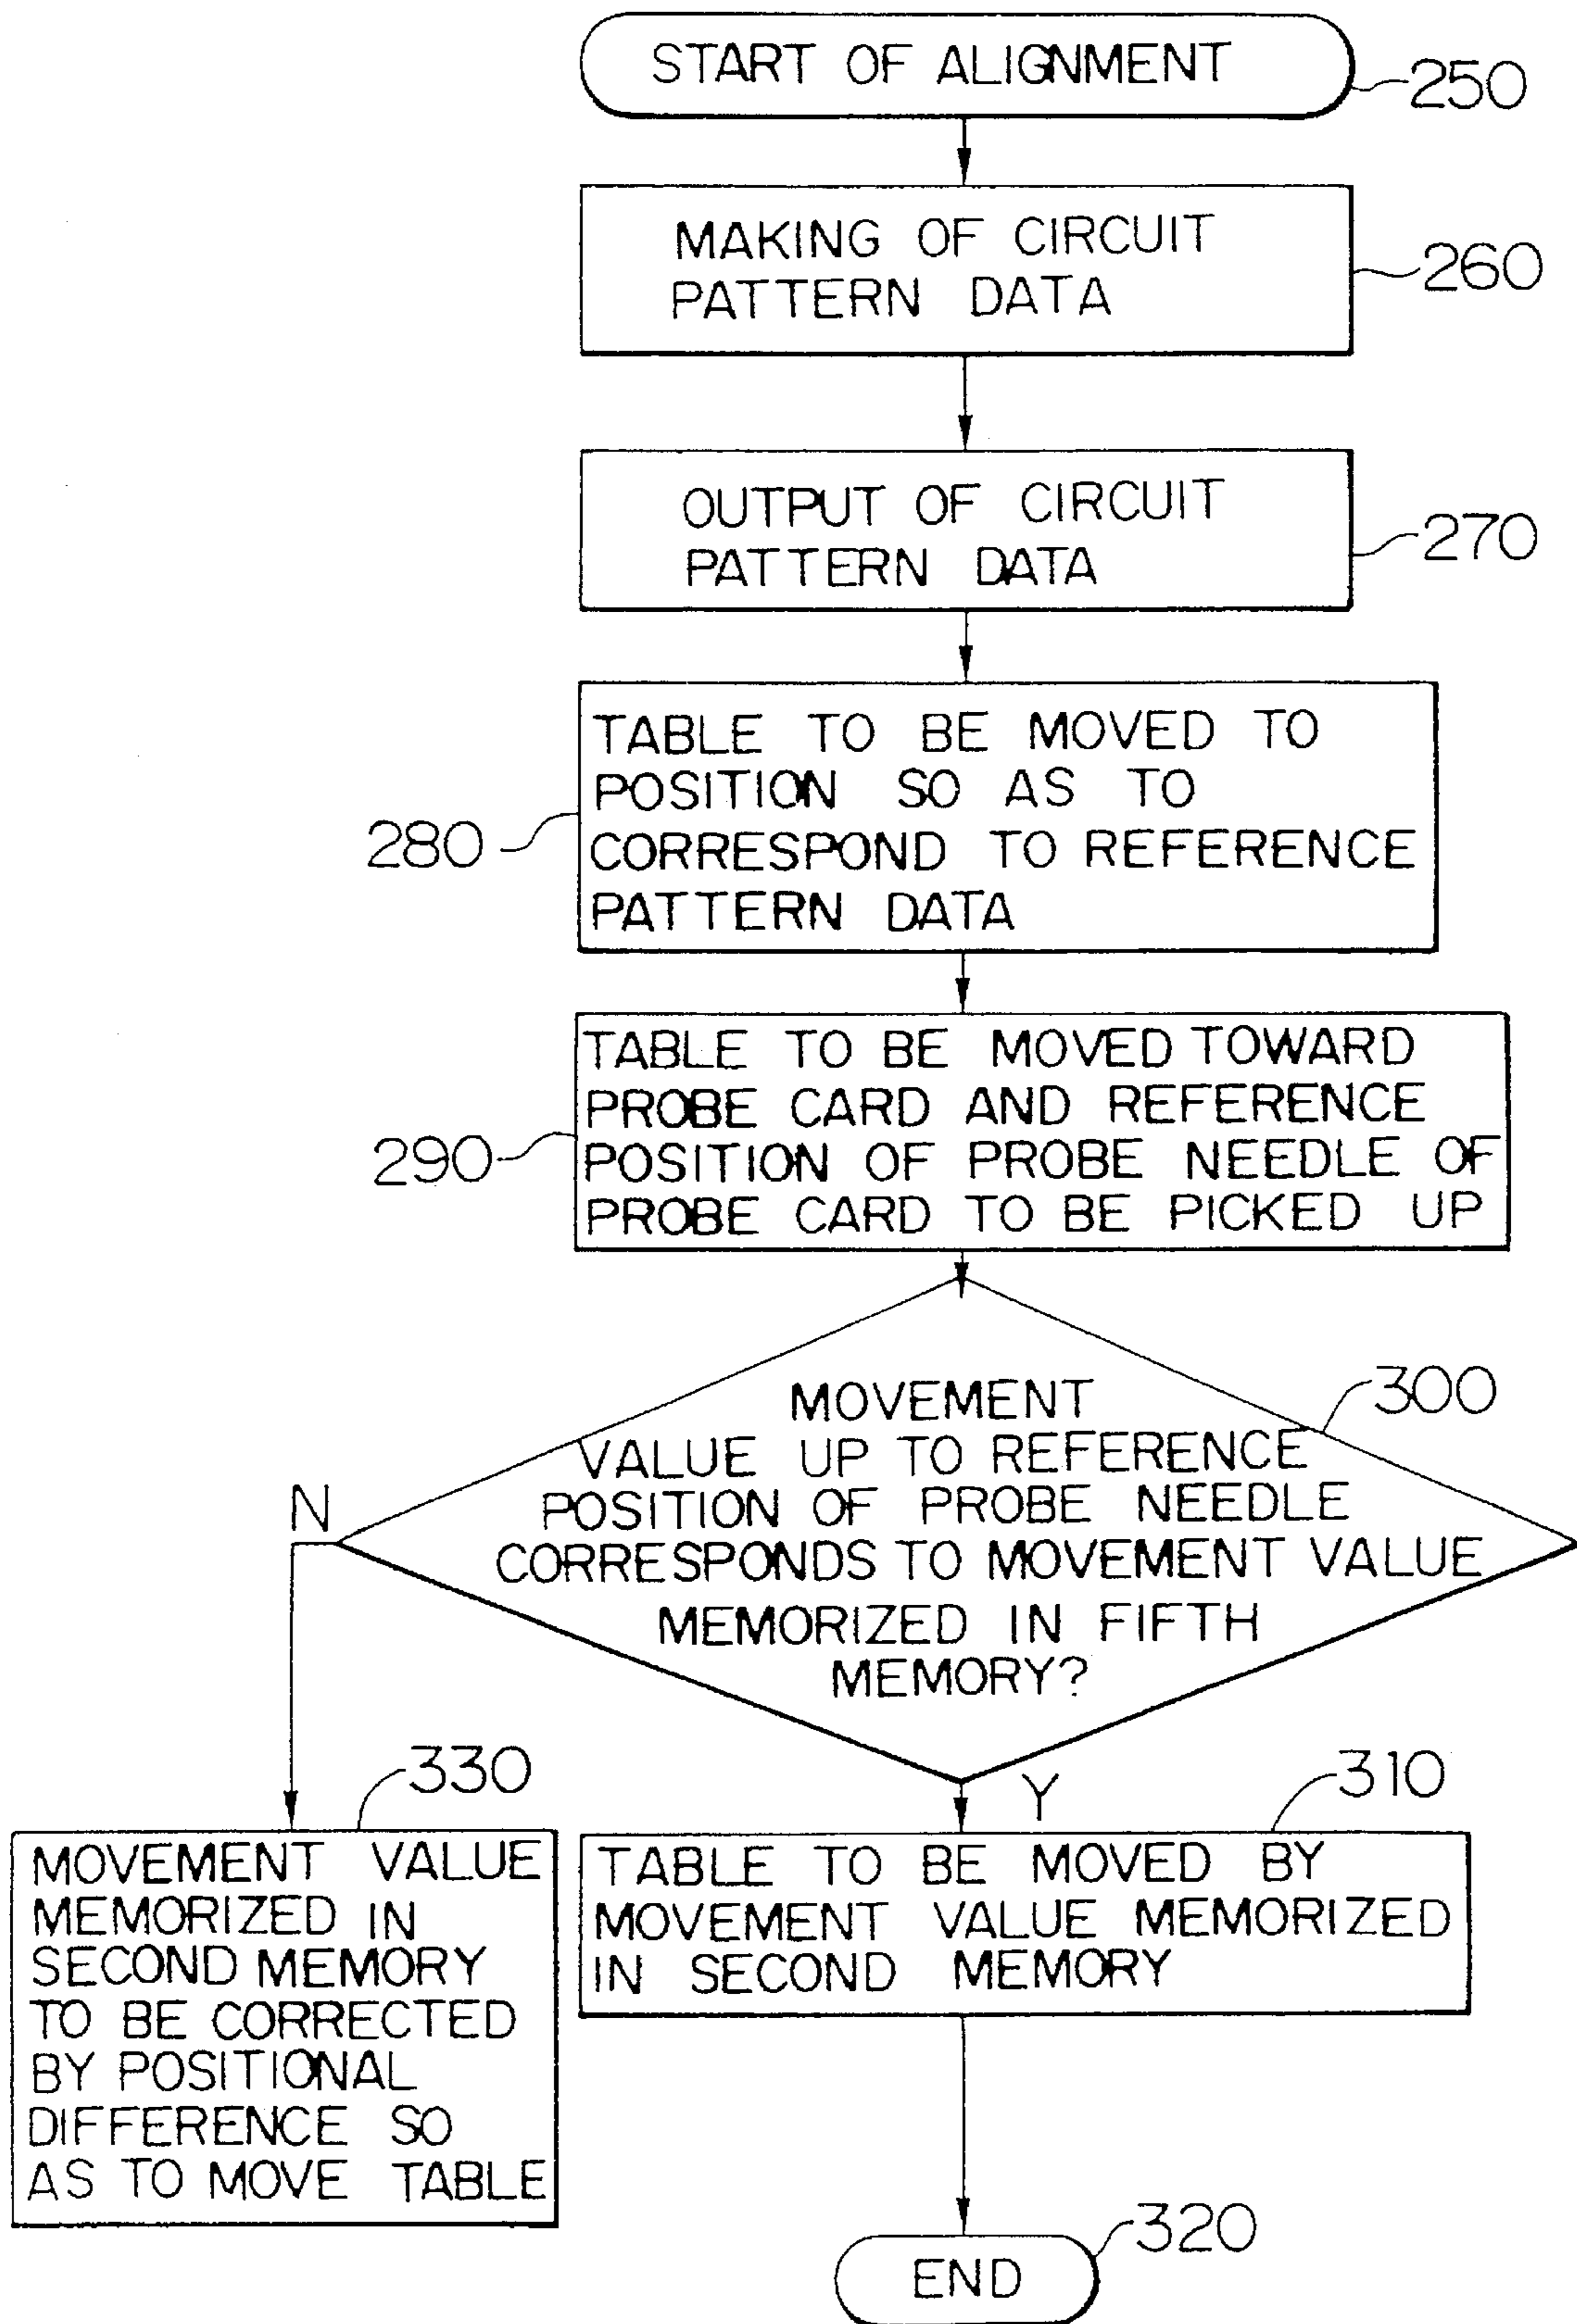 START OF ALIGNMENT
250
MAKING OF CIRCUIT
PATTERN DATA
260
OUTPUT OF CIRCUIT
PATTERN DATA
270
TABLE TO BE MOVED TO
POSITION SO AS TO
CORRESPOND TO REFERENCE
PATTERN DATA
280
TABLE TO BE MOVED TOWARD
PROBE CARD AND REFERENCE
POSITION OF PROBE NEEDLE OF
PROBE CARD TO BE PICKED UP
290
MOVEMENT
VALUE UP TO REFERENCE
POSITION OF PROBE NEEDLE
CORRESPONDS TO MOVEMENT VALUE
MEMORIZED IN FIFTH
MEMORY?
300
N
Y
330
MOVEMENT VALUE
MEMORIZED IN
SECOND MEMORY
TO BE CORRECTED
BY POSITIONAL
DIFFERENCE SO
AS TO MOVE TABLE
310
TABLE TO BE MOVED BY
MOVEMENT VALUE MEMORIZED
IN SECOND MEMORY
320
END